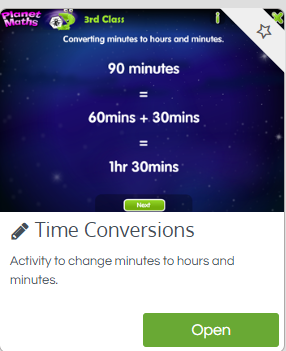 Planet
Maths
3rd Class
Converting minutes to hours and minutes.
90 minutes
=
60mins + 30mins
=
1hr 30mins
Next
Time Conversions
Activity to change minutes to hours and
minutes.
Open